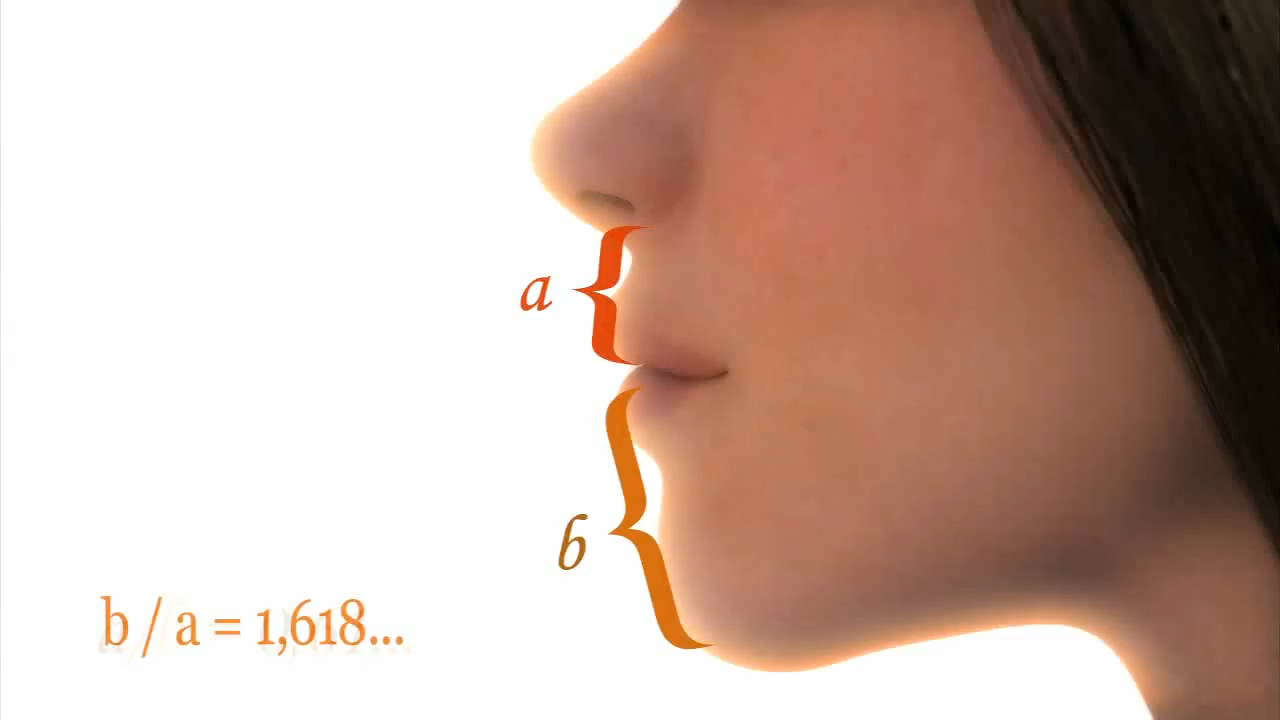 a
b
b / a = 1,618...